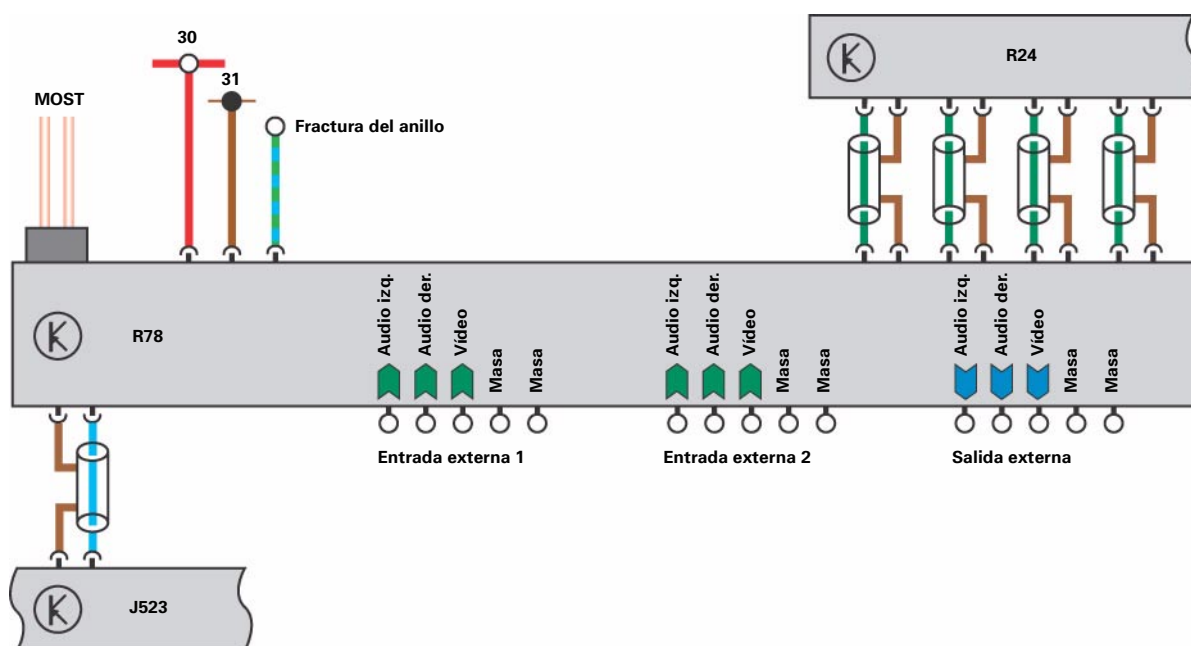 30
R24
31
MOST
Fractura del anillo
R78
Audio izq.
Audio der.
Vídeo
Masa
Masa
Audio izq.
Audio der.
Vídeo
Masa
Masa
Audio izq.
Audio der.
Vídeo
Masa
Masa
Entrada externa 1
Entrada externa 2
Salida externa
J523